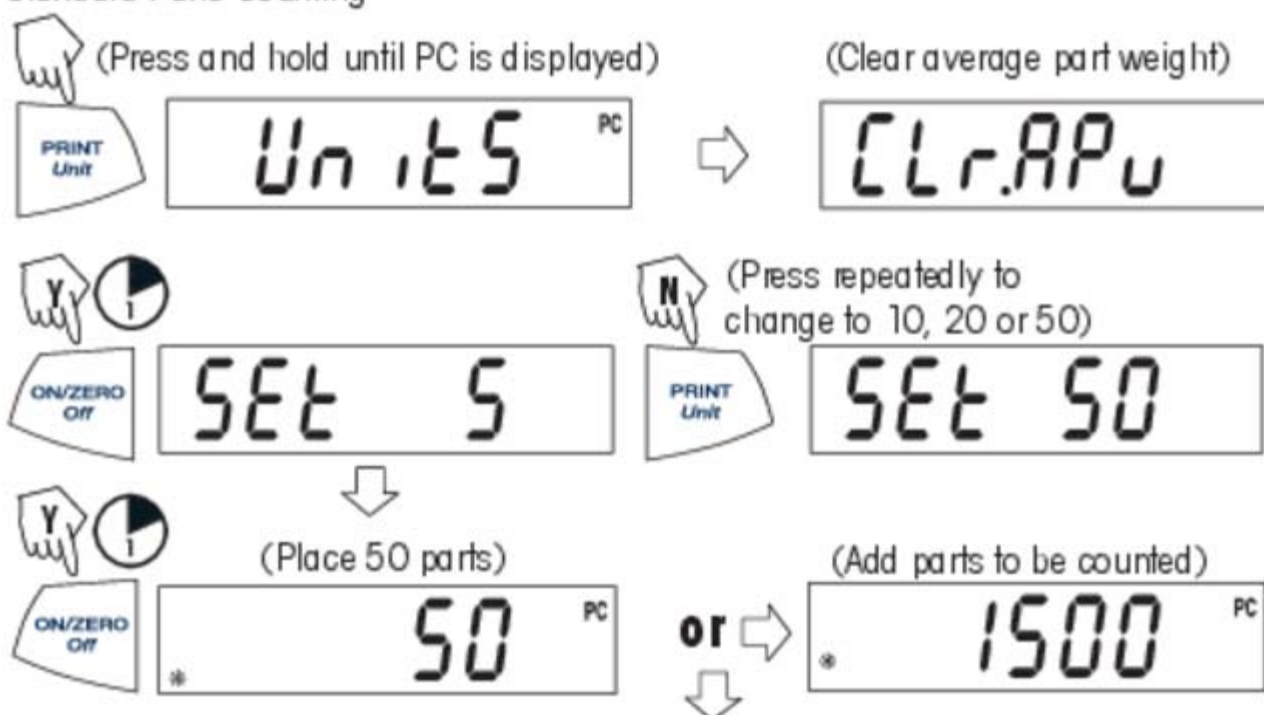 (Press and hold until PC is displayed)
(Clear average part weight)
PRINT
Unit
UnitS PC
CLr.APw
Y
1
N
(Press repeatedly to
change to 10, 20 or 50)
ON/ZERO
Off
SEt 5
PRINT
Unit
SEt 50
Y
1
(Place 50 parts)
(Add parts to be counted)
ON/ZERO
Off
* 50 PC
or
* 1500 PC